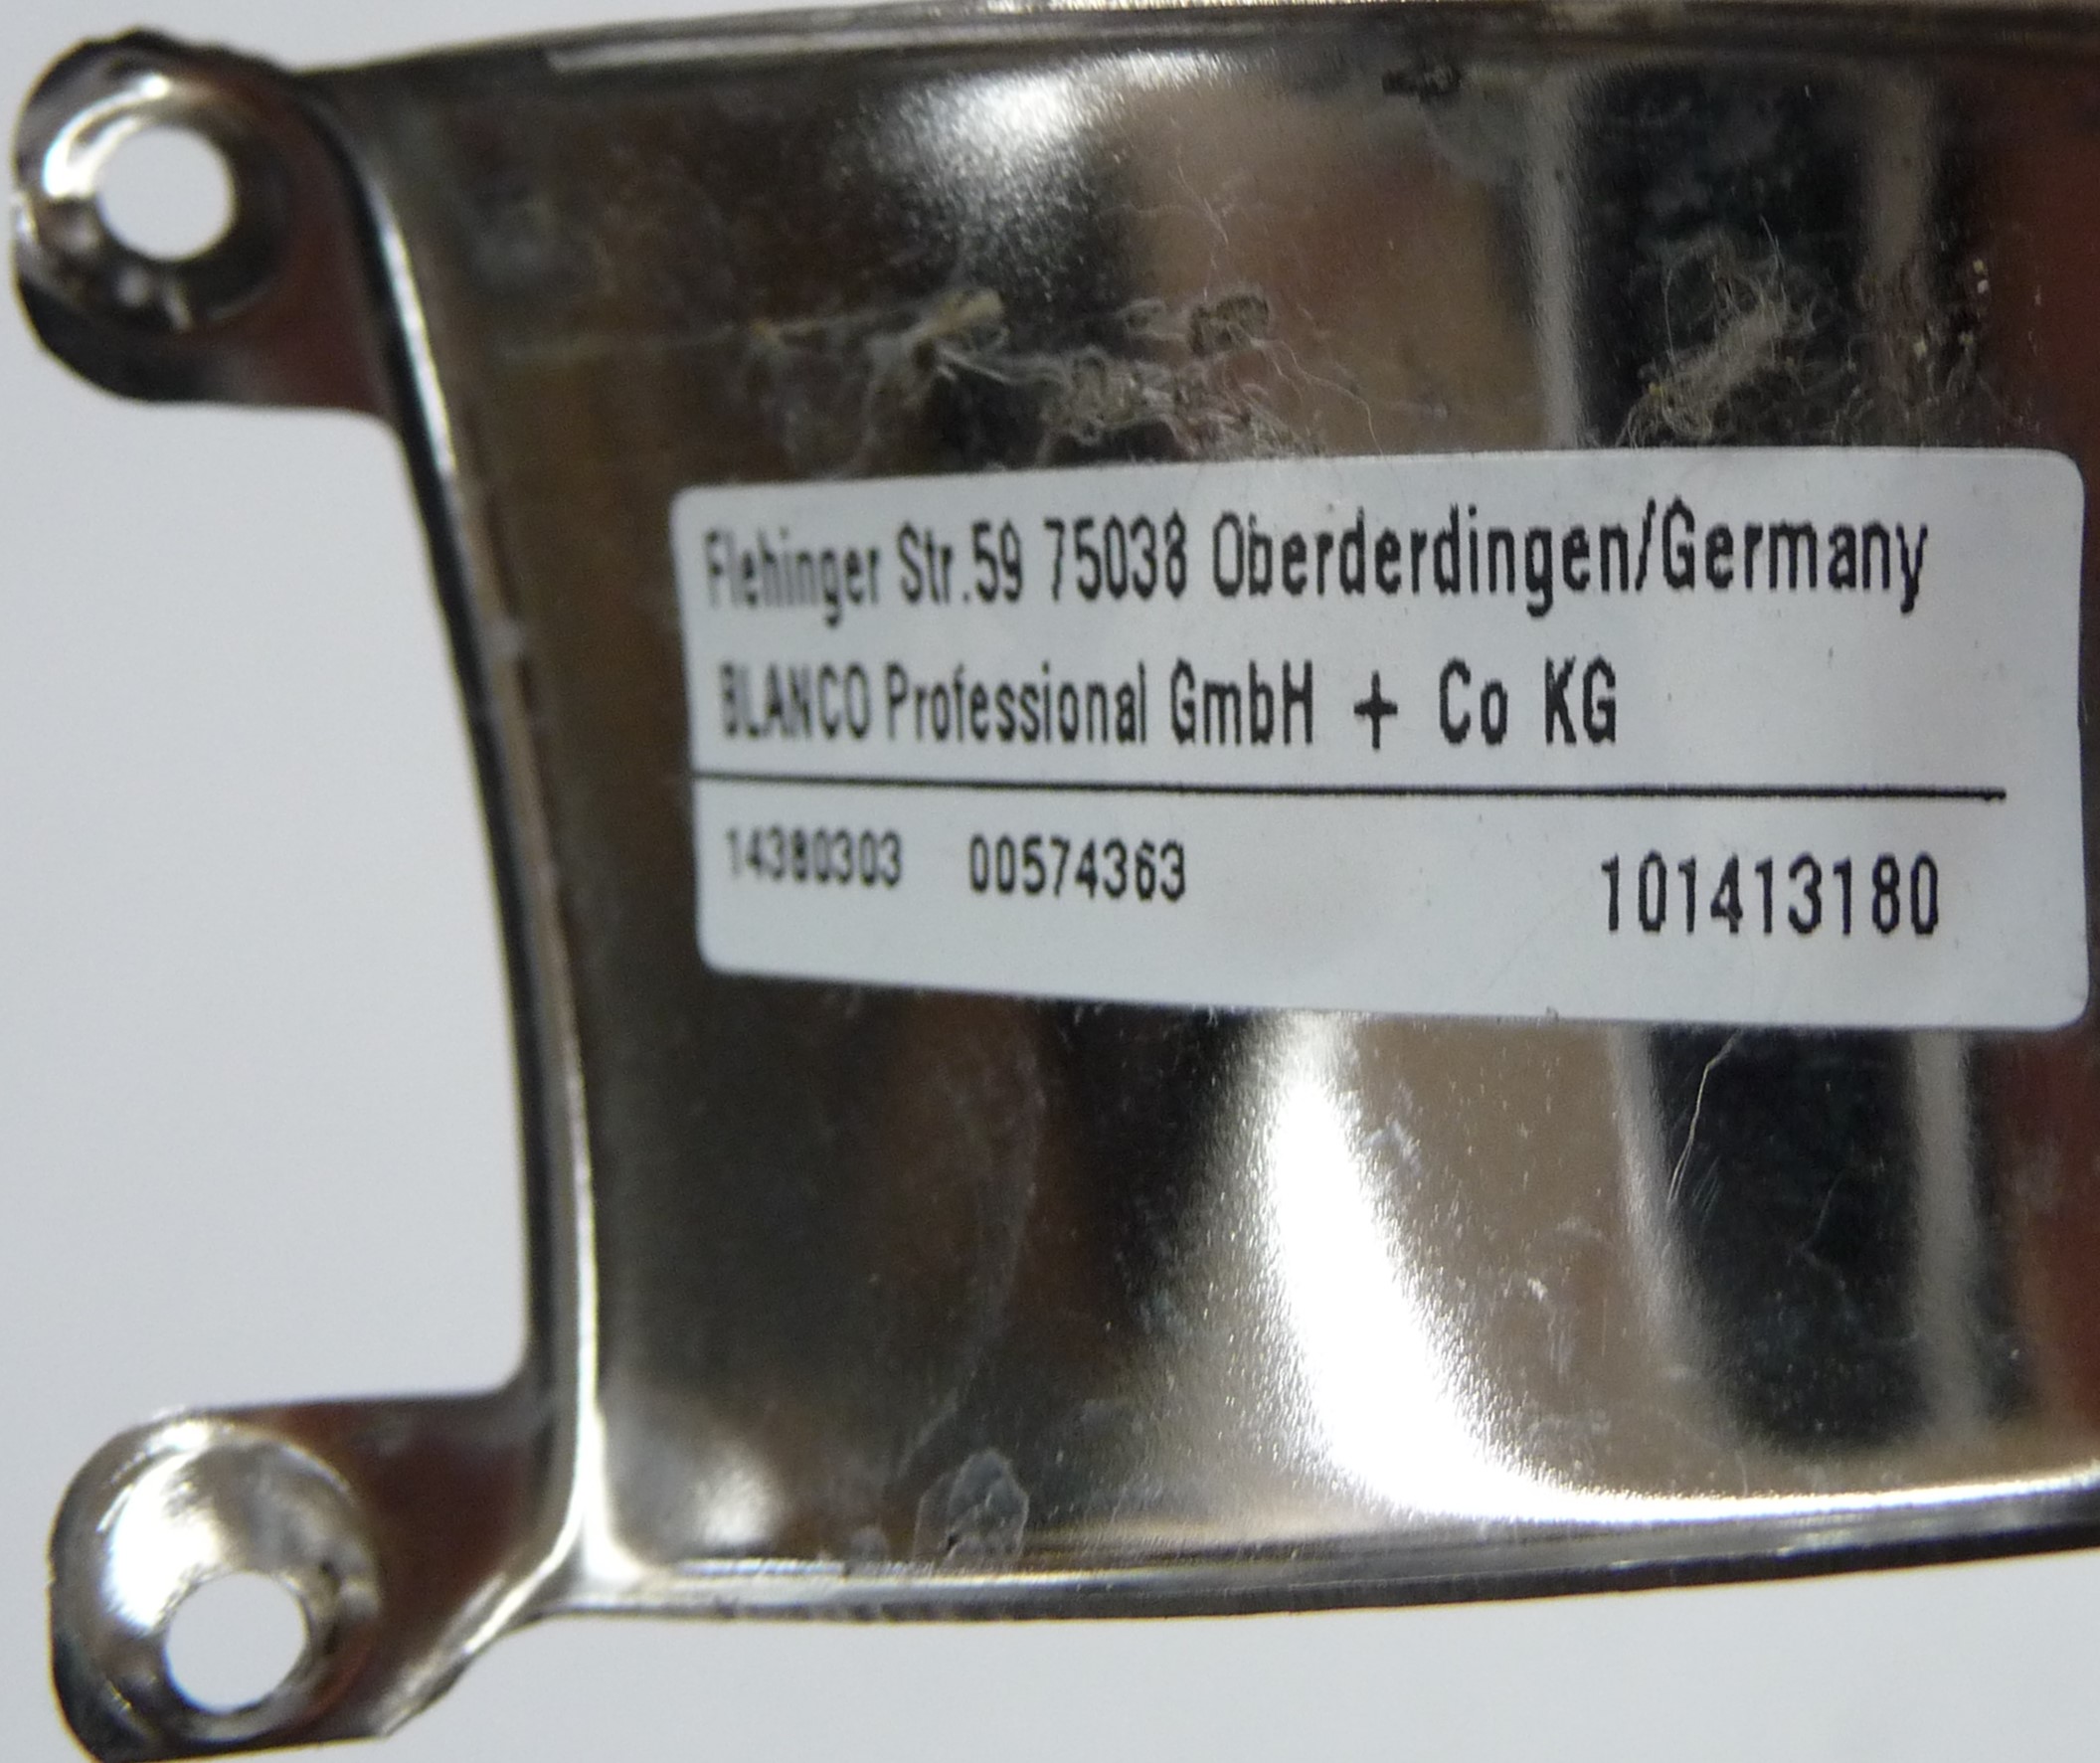 Flehinger Str.59 75038 Oberderdingen/Germany
BLANCO Professional GmbH + Co KG
14380303 00574363 101413180